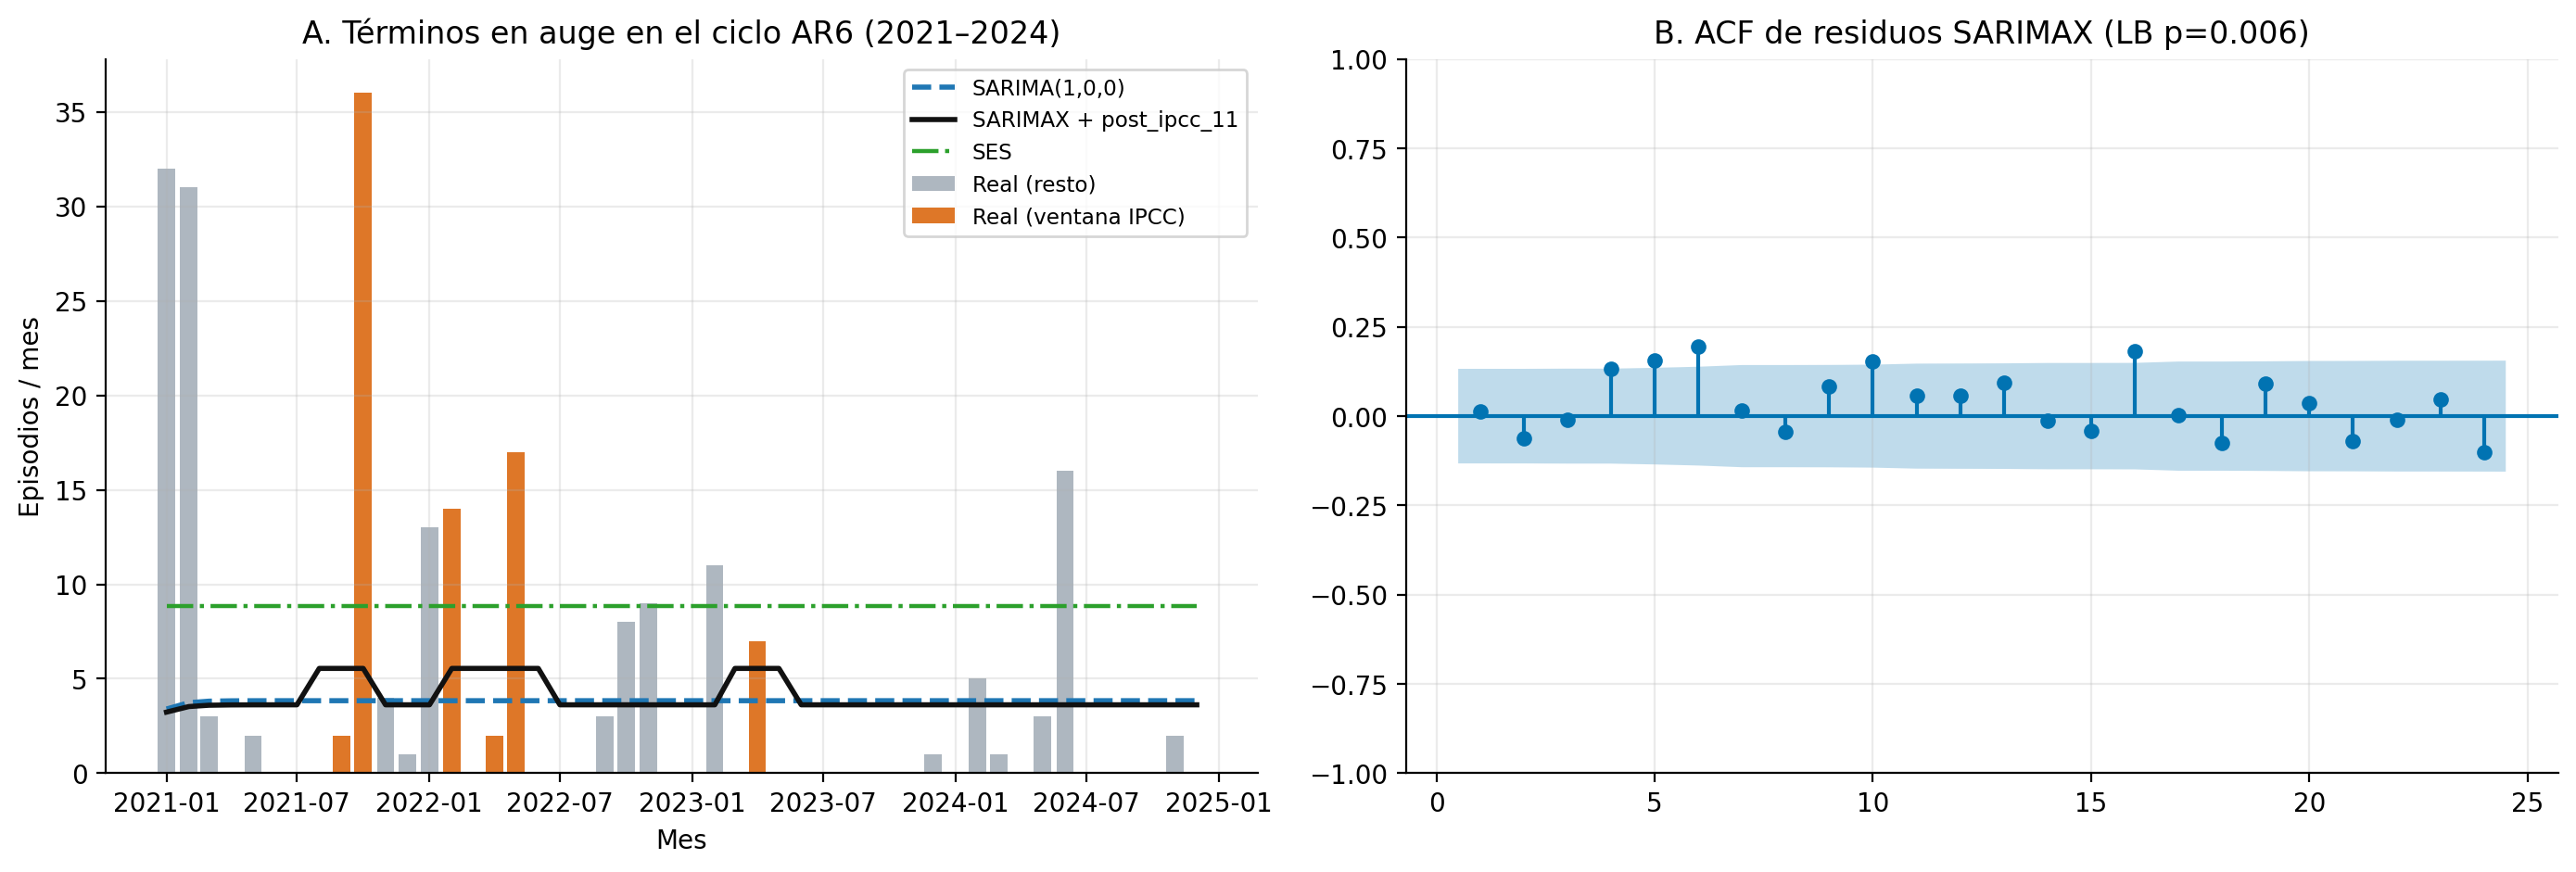 A. Términos en auge en el ciclo AR6 (2021–2024)
Episodios / mes
35
30
25
20
15
10
5
0
SARIMA(1,0,0)
SARIMAX + post_ipcc_11
SES
Real (resto)
Real (ventana IPCC)
2021-01 2021-07 2022-01 2022-07 2023-01 2023-07 2024-01 2024-07 2025-01
Mes
B. ACF de residuos SARIMAX (LB p=0.006)
1.00
0.75
0.50
0.25
0.00
−0.25
−0.50
−0.75
−1.00
0 5 10 15 20 25